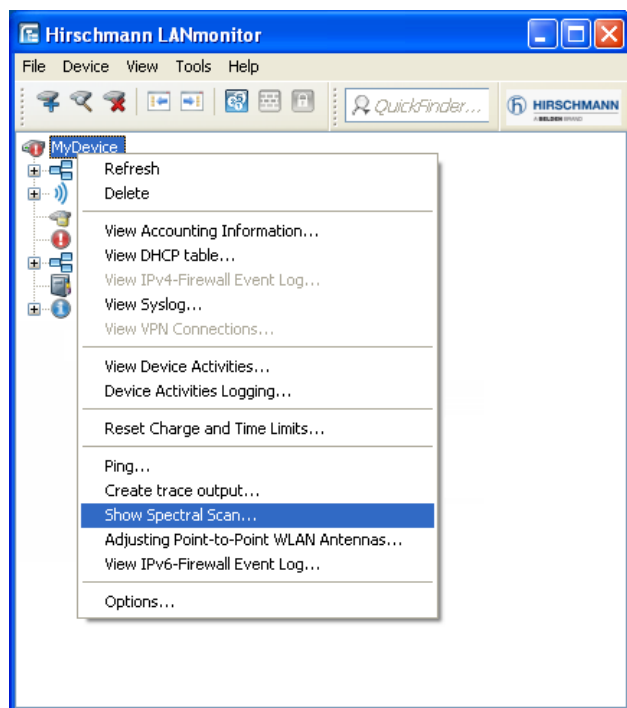 Hirschmann LANmonitor
File Device View Tools Help
QuickFinder...
HIRSCHMANN
A BELDEN BRAND
MyDevice
Refresh
Delete
View Accounting Information...
View DHCP table...
View IPv4-Firewall Event Log...
View Syslog...
View VPN Connections...
View Device Activities...
Device Activities Logging...
Reset Charge and Time Limits...
Ping...
Create trace output...
Show Spectral Scan...
Adjusting Point-to-Point WLAN Antennas...
View IPv6-Firewall Event Log...
Options...